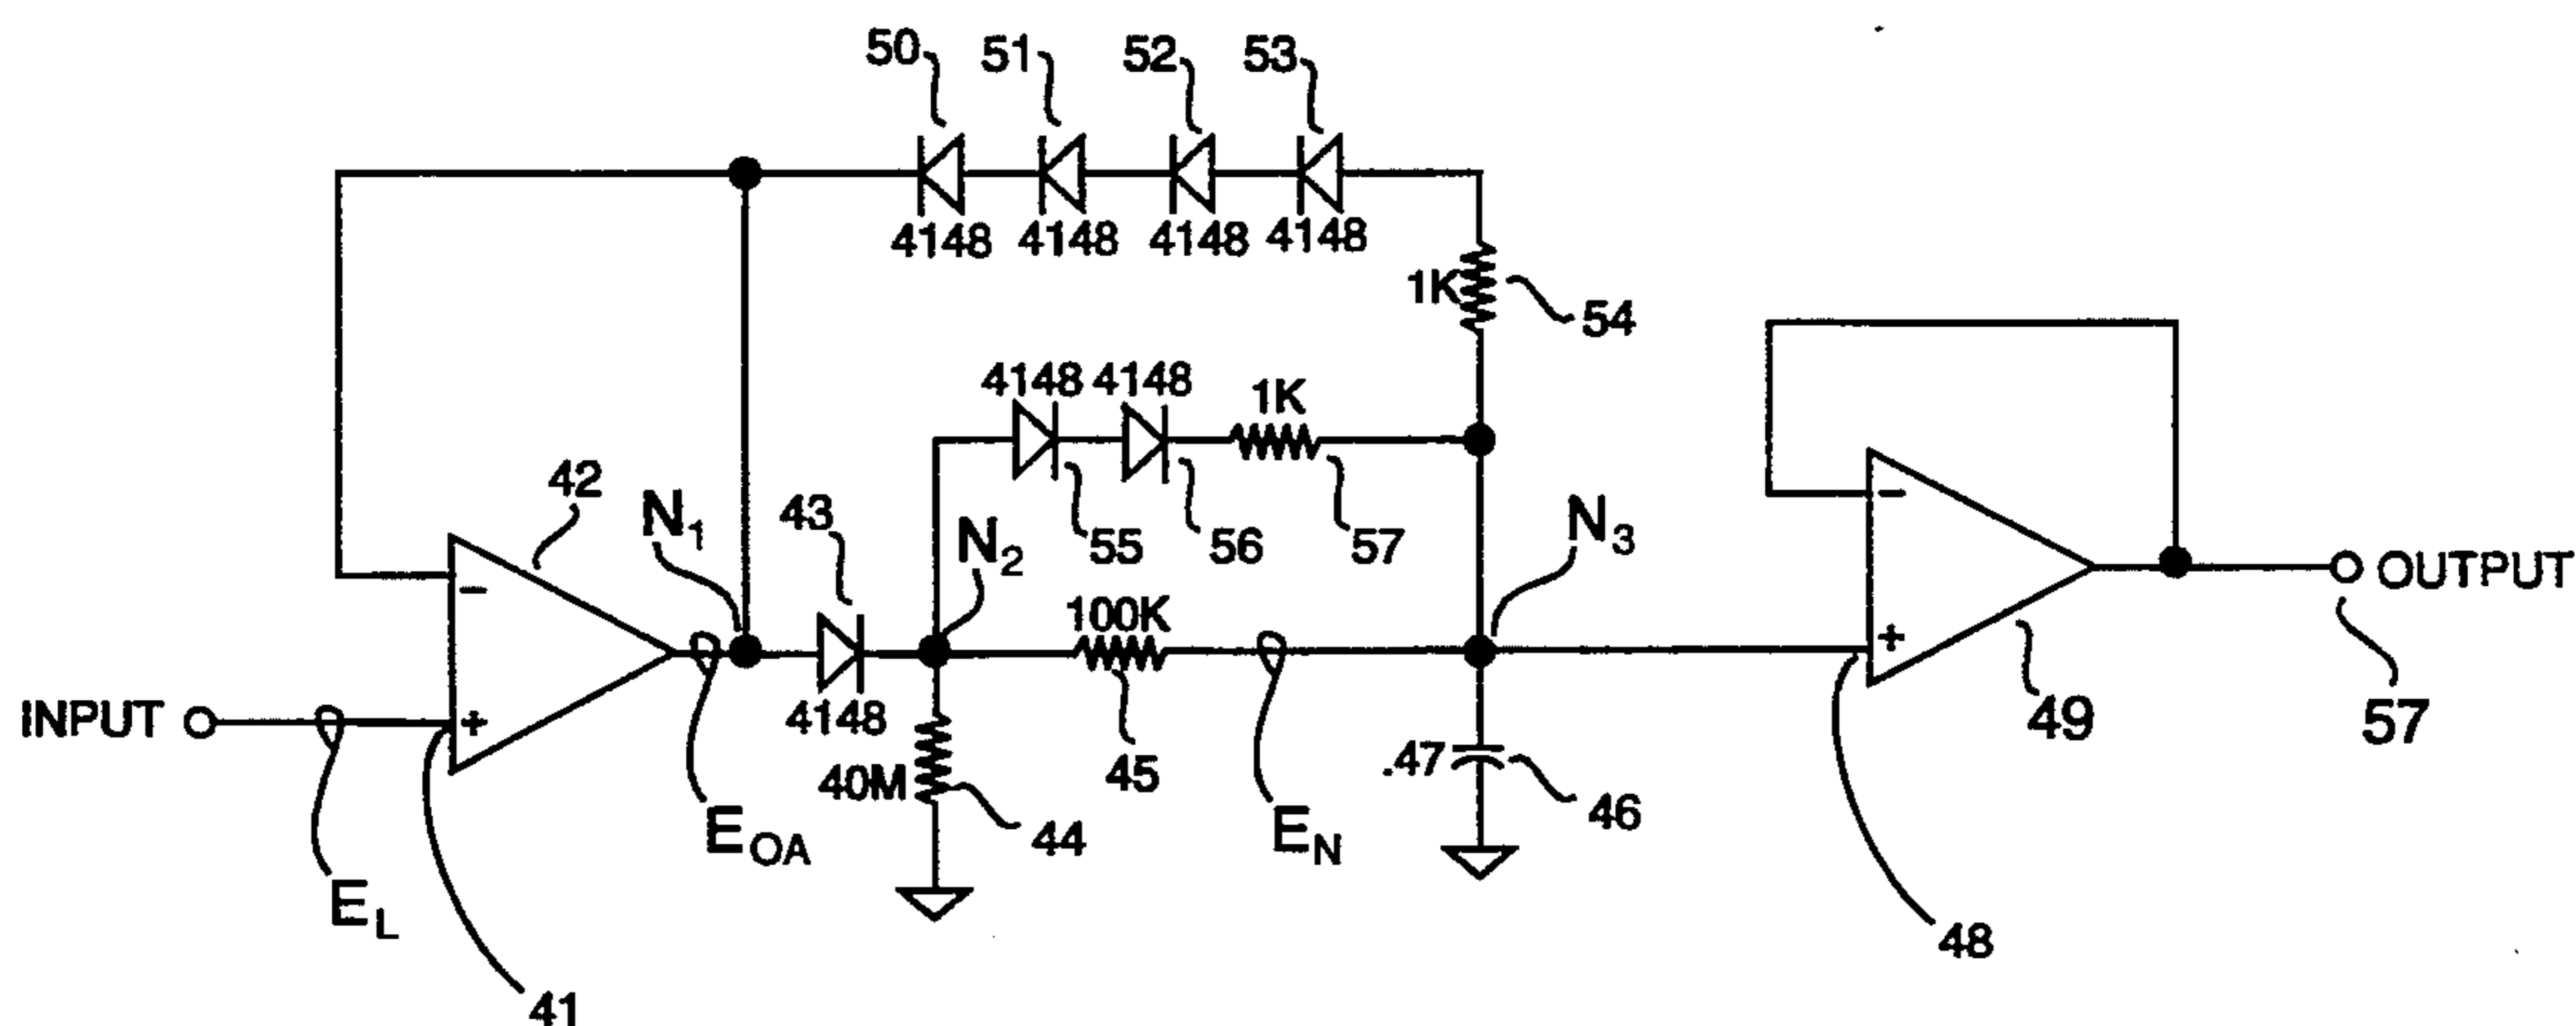 50 51 52 53
4148 4148 4148 4148
1K 54
4148 4148 1K
42 N1 43 N2 55 56 57 N3
− 100K −
+ +
INPUT 4148 OUTPUT
40M 45 .47 49 57
EL EOA 44 EN 46
41 48